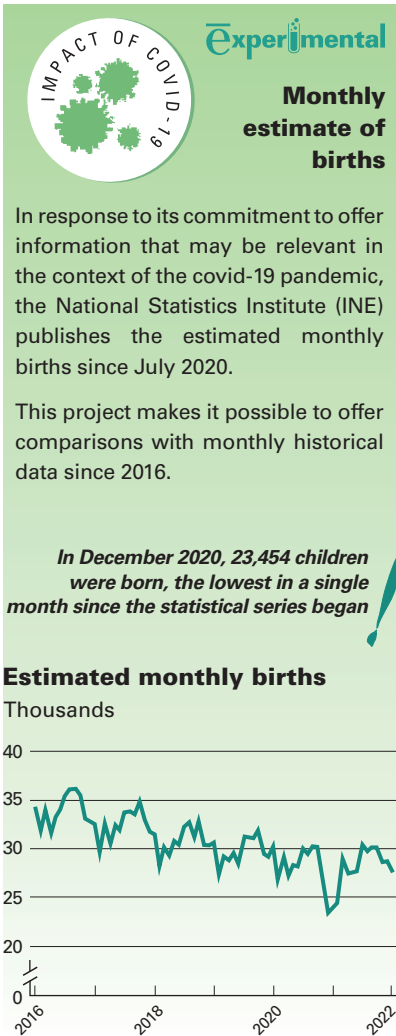 IMPACT OF COVID-19
experimental
Monthly
estimate of
births
In response to its commitment to offer
information that may be relevant in
the context of the covid-19 pandemic,
the National Statistics Institute (INE)
publishes the estimated monthly
births since July 2020.
This project makes it possible to offer
comparisons with monthly historical
data since 2016.
In December 2020, 23,454 children
were born, the lowest in a single
month since the statistical series began
Estimated monthly births
Thousands
40
35
30
25
20
0
2016
2018
2020
2022